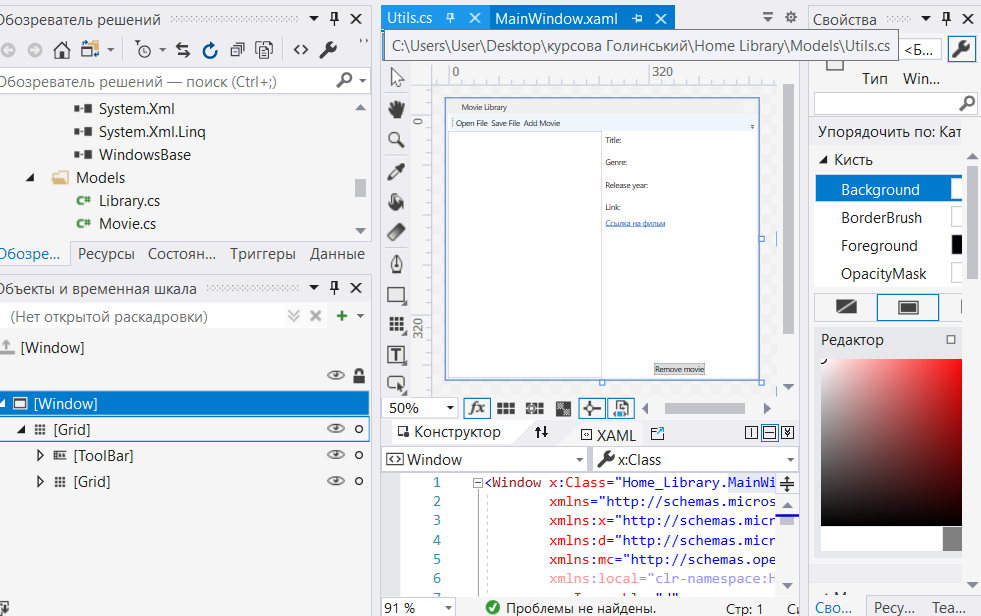 Обозреватель решений
Обозреватель решений — поиск (Ctrl+;)
System.Xml
System.Xml.Linq
WindowsBase
Models
C# Library.cs
C# Movie.cs
Обозре... Ресурсы Состоян... Триггеры Данные
Объекты и временная шкала
(Нет открытой раскадровки)
[Window]
[Window]
[Grid]
[ToolBar]
[Grid]
Utils.cs MainWindow.xaml
C:\Users\User\Desktop\курсова Голинський\Home Library\Models\Utils.cs
0 320
0
320
Movie Library
Open File Save File Add Movie
Title:
Genre:
Release year:
Link:
Ссылка на фильм
Remove movie
50% fx
Конструктор XAML
Window x:Class
1 <Window x:Class="Home_Library.MainWi
2 xmlns="http://schemas.micros
3 xmlns:x="http://schemas.micr
4 xmlns:d="http://schemas.micr
5 xmlns:mc="http://schemas.ope
6 xmlns:local="clr-namespace:H
91 % Проблемы не найдены. Стр: 1
Свойства
<Б...
Тип Win...
Упорядочить по: Кат
Кисть
Background
BorderBrush
Foreground
OpacityMask
Редактор
Сво... Ресу... Теа...